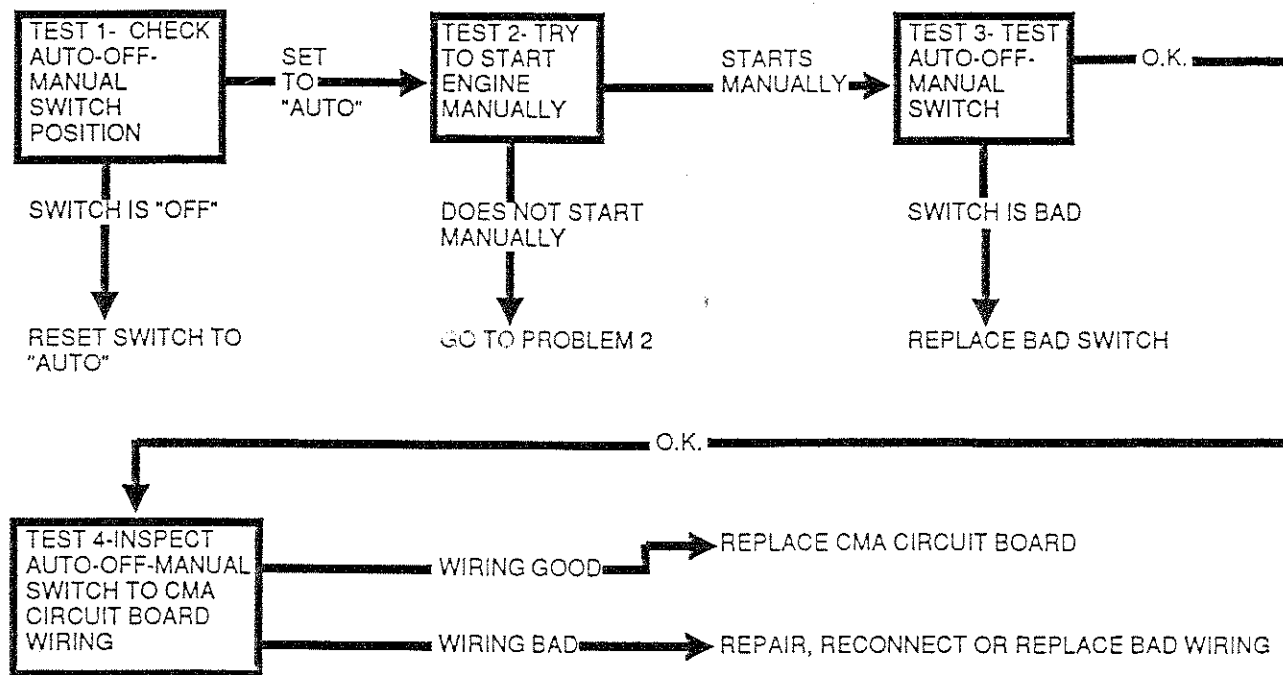 TEST 1- CHECK
AUTO-OFF-
MANUAL
SWITCH
POSITION
SET
TO
"AUTO"
TEST 2- TRY
TO START
ENGINE
MANUALLY
STARTS
MANUALLY
TEST 3- TEST
AUTO-OFF-
MANUAL
SWITCH
O.K.
SWITCH IS "OFF"
DOES NOT START
MANUALLY
SWITCH IS BAD
RESET SWITCH TO
"AUTO"
GO TO PROBLEM 2
REPLACE BAD SWITCH
O.K.
TEST 4-INSPECT
AUTO-OFF-MANUAL
SWITCH TO CMA
CIRCUIT BOARD
WIRING
WIRING GOOD
REPLACE CMA CIRCUIT BOARD
WIRING BAD
REPAIR, RECONNECT OR REPLACE BAD WIRING